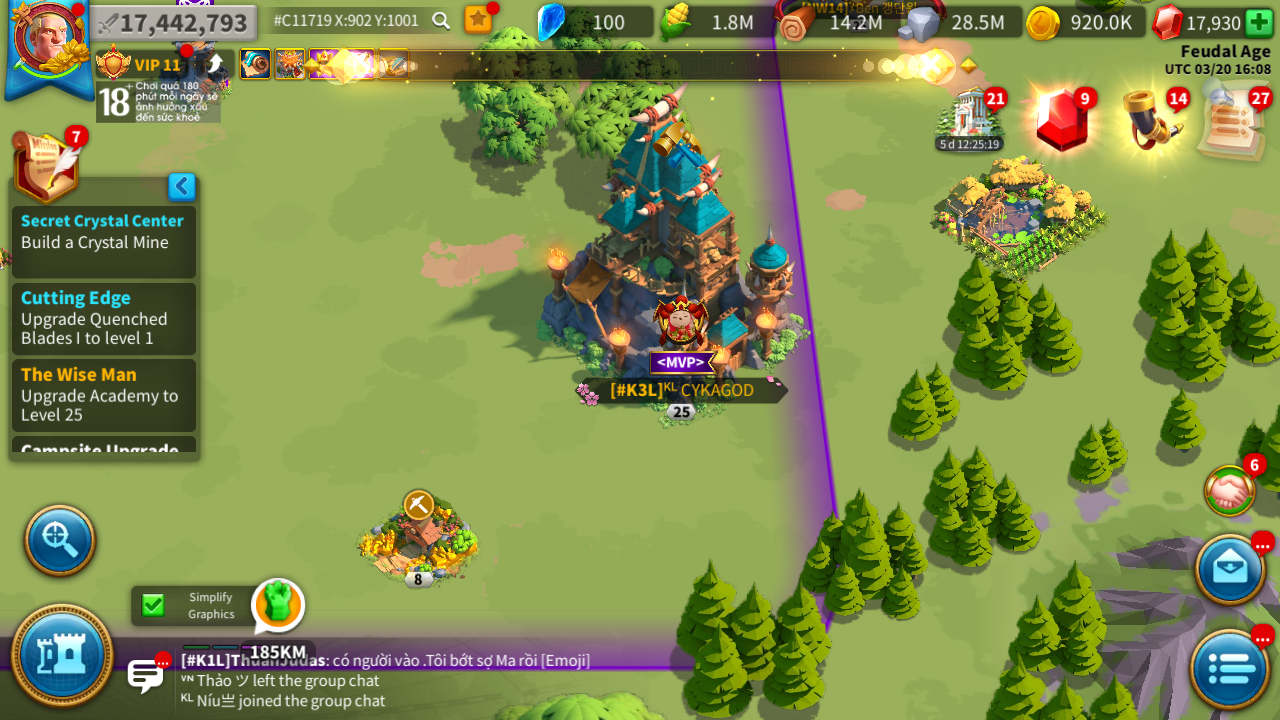 17,442,793
#C11719 X:902 Y:1001
100
1.8M
14.2M
28.5M
920.0K
17,930
VIP 11
Feudal Age
UTC 03/20 16:08
18+
Chơi quá 180
phút mỗi ngày sẽ
ảnh hưởng xấu
đến sức khoẻ
21
9
14
27
5 d 12:25:19
7
Secret Crystal Center
Build a Crystal Mine
Cutting Edge
Upgrade Quenched
Blades I to level 1
The Wise Man
Upgrade Academy to
Level 25
Campsite Upgrade
<MVP>
[#K3L]ᴷᴸ CYKAGOD
25
8
6
Simplify
Graphics
185KM
[#K1L]ThuanJudas: có người vào .Tôi bớt sợ Ma rồi [Emoji]
ⱽᴺ Thảo ツ left the group chat
ᴷᴸ Níu亗 joined the group chat